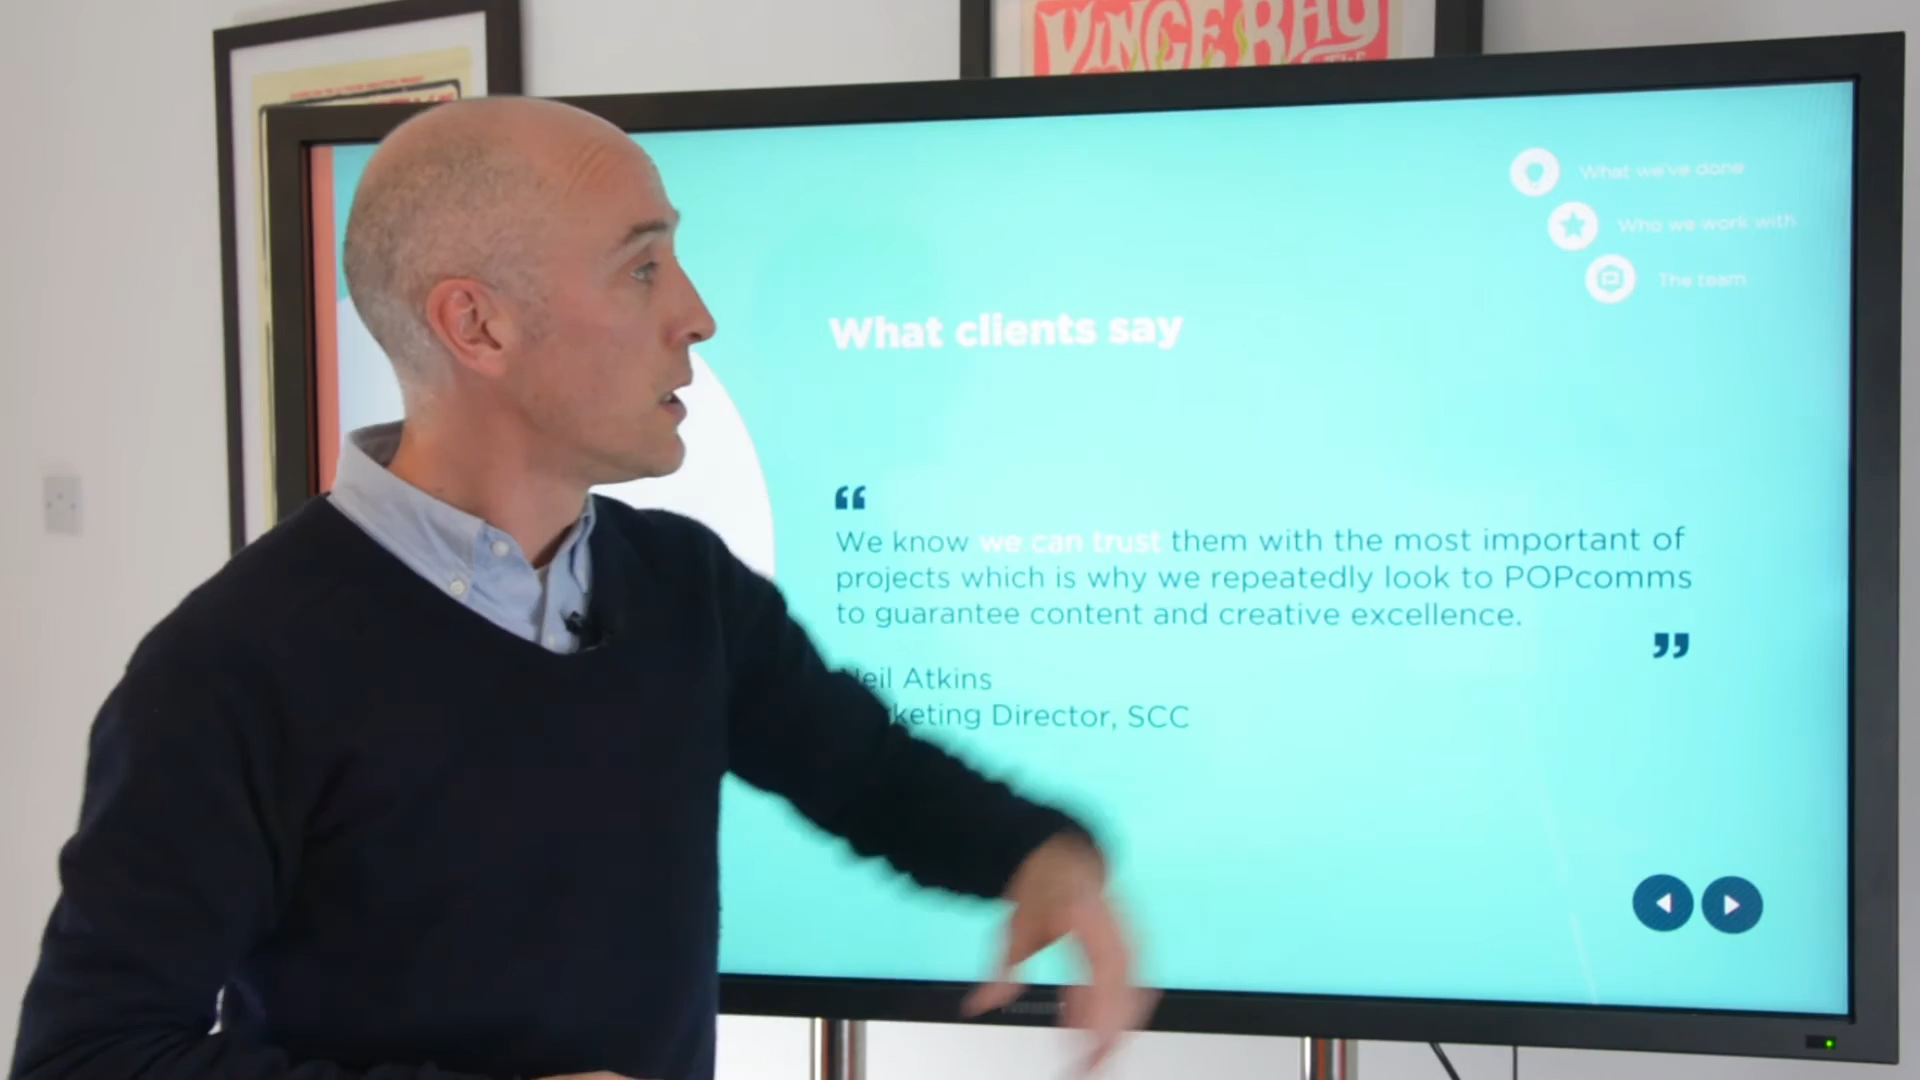 VINCE RAY
What we've done
Who we work with
The team
What clients say
“
We know we can trust them with the most important of
projects which is why we repeatedly look to POPcomms
to guarantee content and creative excellence.
”
eil Atkins
keting Director, SCC